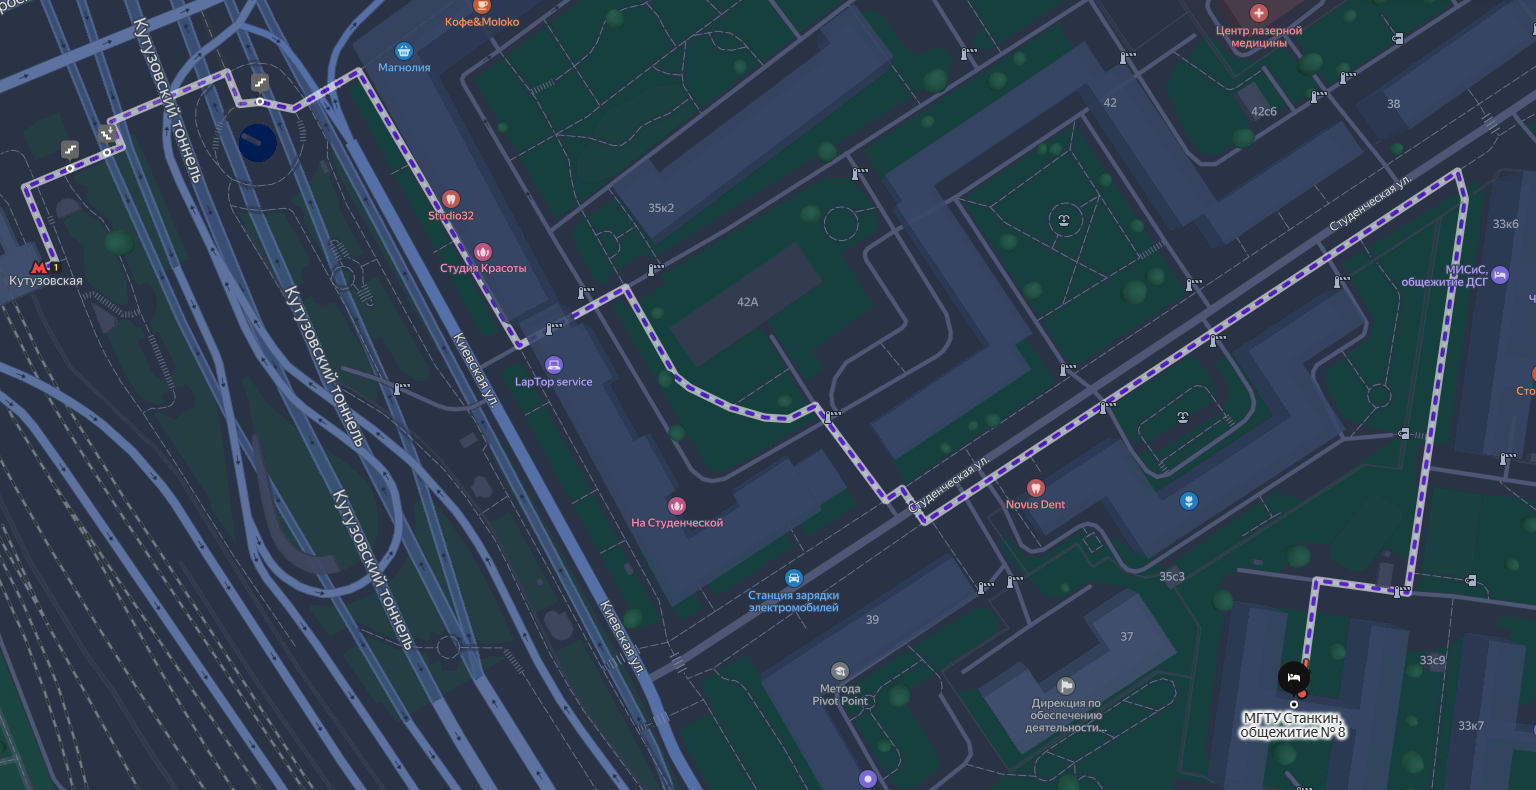 Кофе&Moloko
Магнолия
Кутузовский тоннель
Центр лазерной
медицины
42
42с6
38
Studio32
35к2
Студия Красоты
Студенческая ул.
33к6
МИСиС,
общежитие ДСГ
1
Кутузовская
42А
Кутузовский тоннель
Киевская ул.
LapTop service
Студенческая ул.
Novus Dent
На Студенческой
Кутузовский тоннель
35с3
Станция зарядки
электромобилей
39
37
Киевская ул.
33с9
Метода
Pivot Point
Дирекция по
обеспечению
деятельности...
МГТУ Станкин,
общежитие № 8
33к7